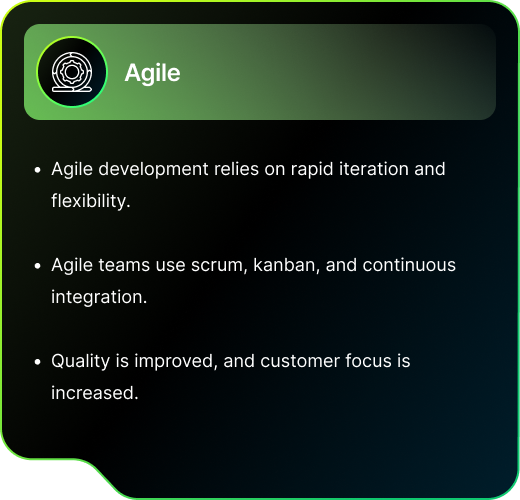 Agile
• Agile development relies on rapid iteration and
flexibility.
• Agile teams use scrum, kanban, and continuous
integration.
• Quality is improved, and customer focus is
increased.